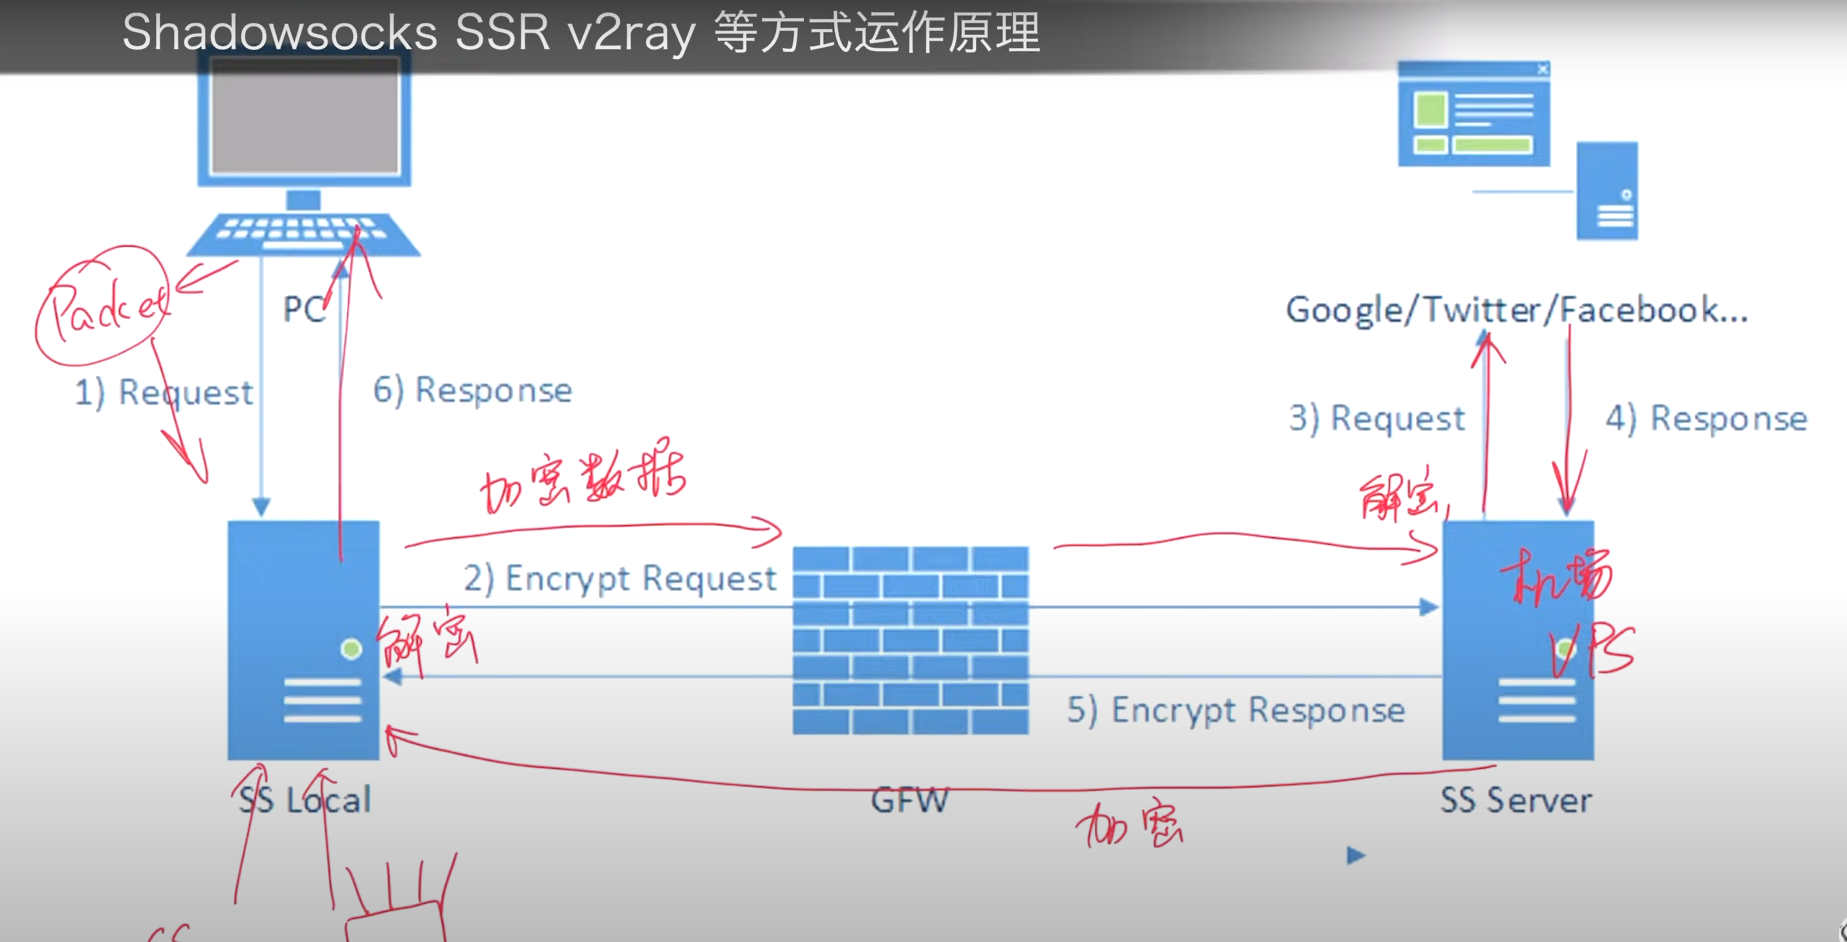 Shadowsocks SSR v2ray 等方式运作原理
Packet
PC
Google/Twitter/Facebook...
1) Request
6) Response
3) Request
4) Response
加密数据
解密
2) Encrypt Request
机场
VPS
解密
5) Encrypt Response
SS Local
GFW
SS Server
加密